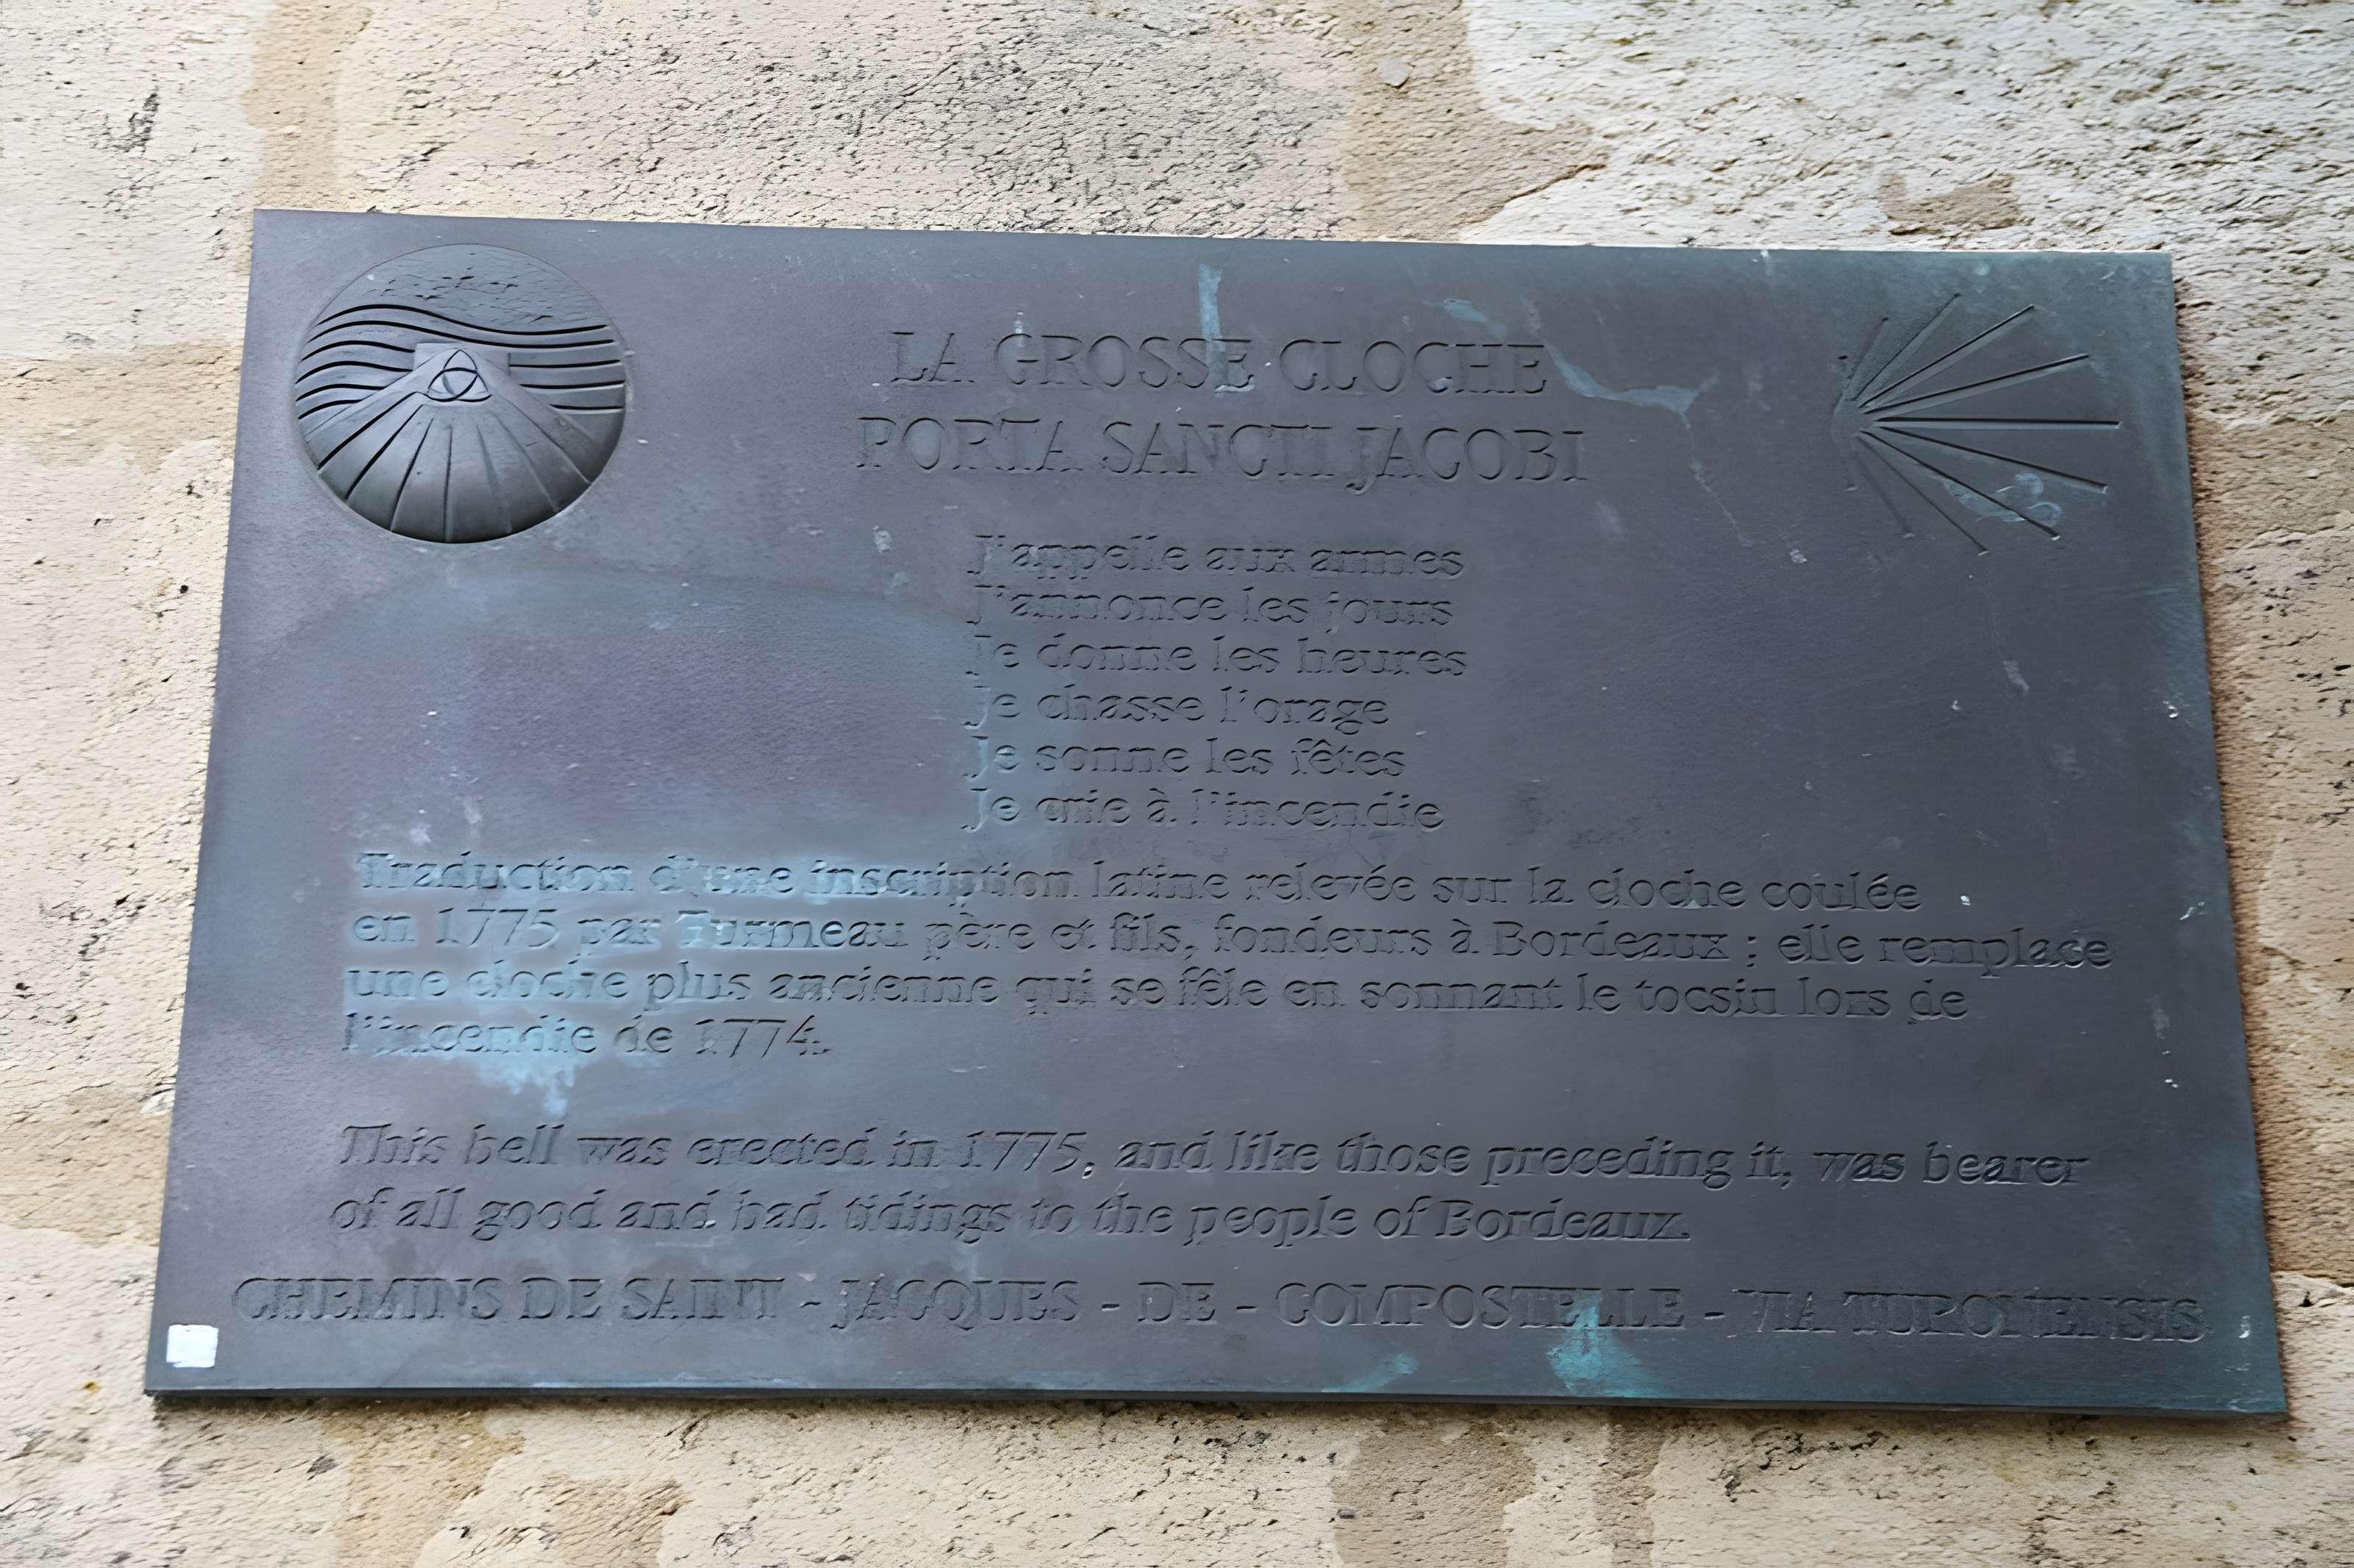 LA GROSSE CLOCHE
PORTA SANCTI JACOBI
J'appelle aux armes
J'annonce les jours
Je donne les heures
Je chasse l'orage
Je sonne les fêtes
Je crie à l'incendie
Traduction d'une inscription latine relevée sur la cloche coulée
en 1775 par Turmeau père et fils, fondeurs à Bordeaux ; elle remplace
une cloche plus ancienne qui se fêle en sonnant le tocsin lors de
l'incendie de 1774.
This bell was erected in 1775, and like those preceding it, was bearer
of all good and bad tidings to the people of Bordeaux.
CHEMINS DE SAINT - JACQUES - DE - COMPOSTELLE - VIA TURONENSIS